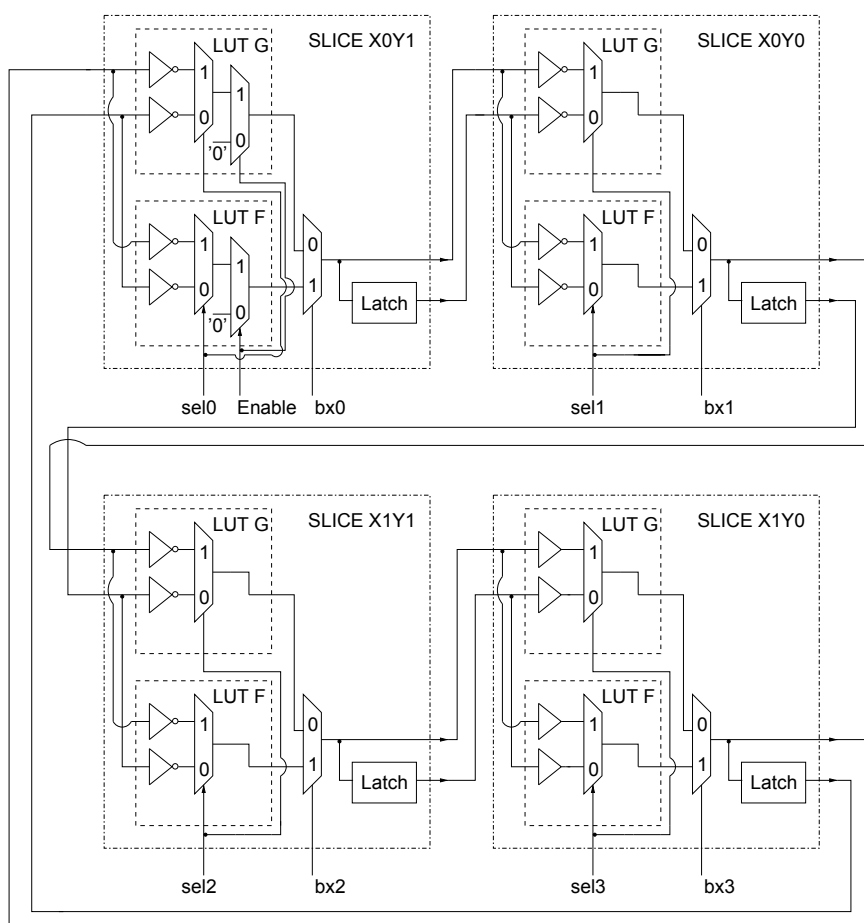 LUT G
SLICE X0Y1
1
0
1
0
'0'
LUT F
1
0
1
0
'0'
0
1
Latch
sel0
Enable
bx0
LUT G
SLICE X0Y0
1
0
LUT F
1
0
0
1
Latch
sel1
bx1
LUT G
SLICE X1Y1
1
0
LUT F
1
0
0
1
Latch
sel2
bx2
LUT G
SLICE X1Y0
1
0
LUT F
1
0
0
1
Latch
sel3
bx3